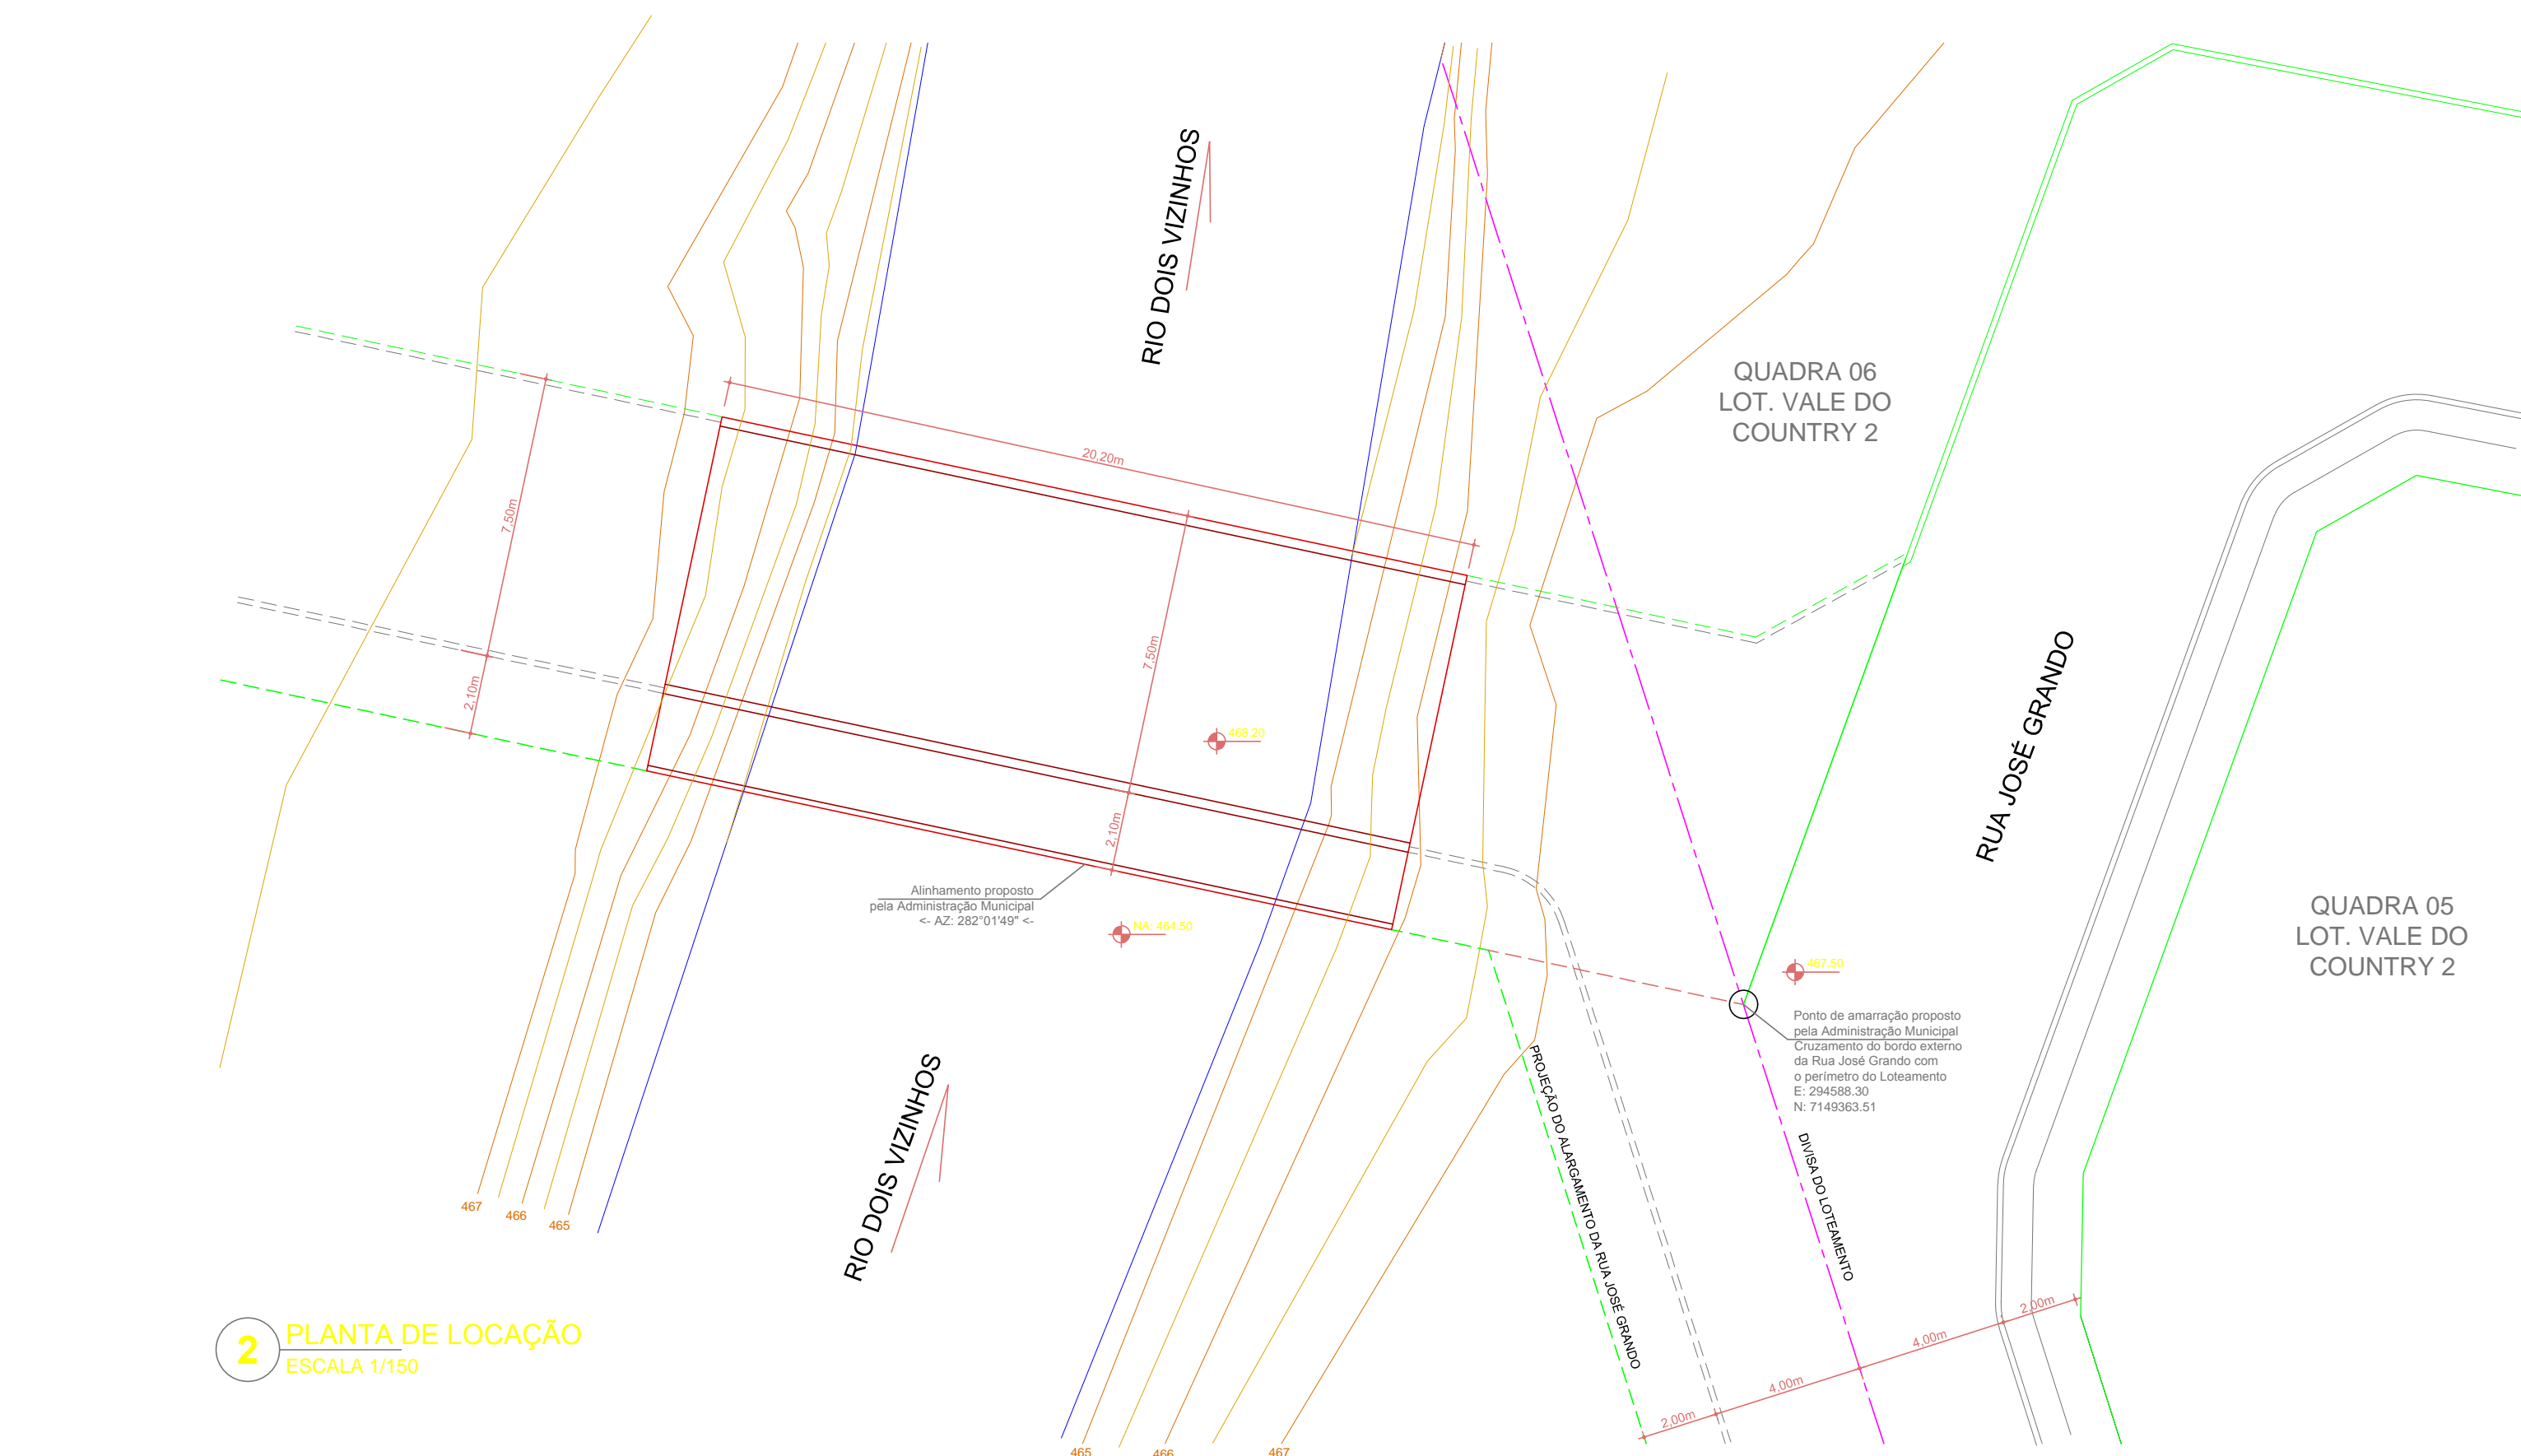 RIO DOIS VIZINHOS
QUADRA 06
LOT. VALE DO
COUNTRY 2
20,20m
7,50m
7,50m
2,10m
2,10m
468.20
RUA JOSÉ GRANDO
Alinhamento proposto
pela Administração Municipal
<- AZ: 282°01'49" <-
NA: 464.50
467.50
QUADRA 05
LOT. VALE DO
COUNTRY 2
Ponto de amarração proposto
pela Administração Municipal
Cruzamento do bordo externo
da Rua José Grando com
o perímetro do Loteamento
E: 294588.30
N: 7149363.51
RIO DOIS VIZINHOS
PROJEÇÃO DO ALARGAMENTO DA RUA JOSÉ GRANDO
DIVISA DO LOTEAMENTO
467
466
465
2,00m
4,00m
4,00m
2,00m
2
PLANTA DE LOCAÇÃO
ESCALA 1/150
465
466
467